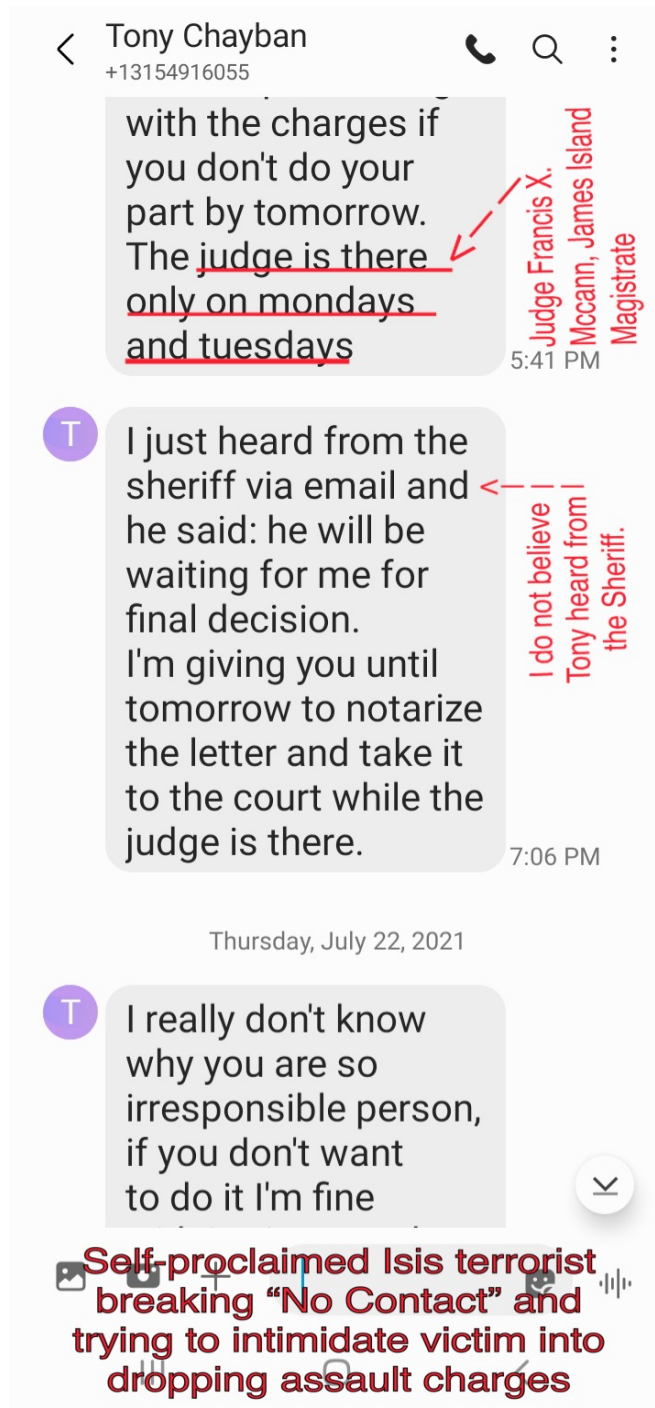 Tony Chayban
+13154916055
with the charges if
you don't do your
part by tomorrow.
The judge is there
only on mondays
and tuesdays
5:41 PM
Judge Francis X.
Mccann, James Island
Magistrate
T
I just heard from the
sheriff via email and
he said: he will be
waiting for me for
final decision.
I'm giving you until
tomorrow to notarize
the letter and take it
to the court while the
judge is there.
7:06 PM
I do not believe
Tony heard from
the Sheriff.
Thursday, July 22, 2021
T
I really don't know
why you are so
irresponsible person,
if you don't want
to do it I'm fine
Self-proclaimed Isis terrorist
breaking “No Contact” and
trying to intimidate victim into
dropping assault charges